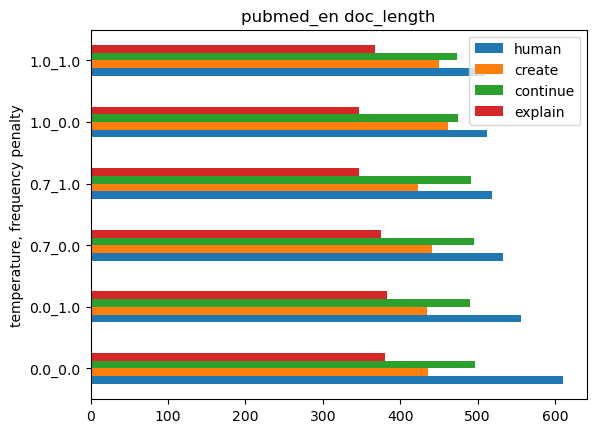 pubmed_en doc_length
human
create
continue
explain
temperature, frequency penalty
1.0_1.0
1.0_0.0
0.7_1.0
0.7_0.0
0.0_1.0
0.0_0.0
0 100 200 300 400 500 600